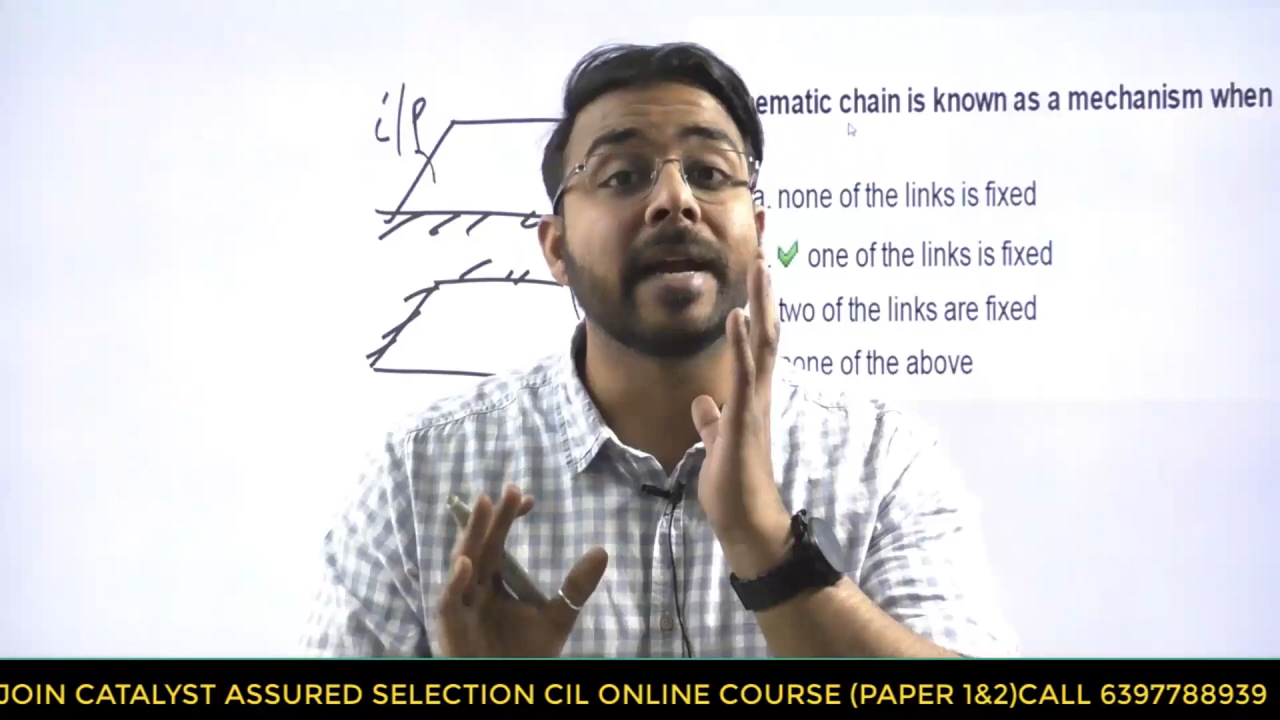 i/p
ematic chain is known as a mechanism when
a. none of the links is fixed
one of the links is fixed
two of the links are fixed
none of the above
JOIN CATALYST ASSURED SELECTION CIL ONLINE COURSE (PAPER 1&2)CALL 6397788939